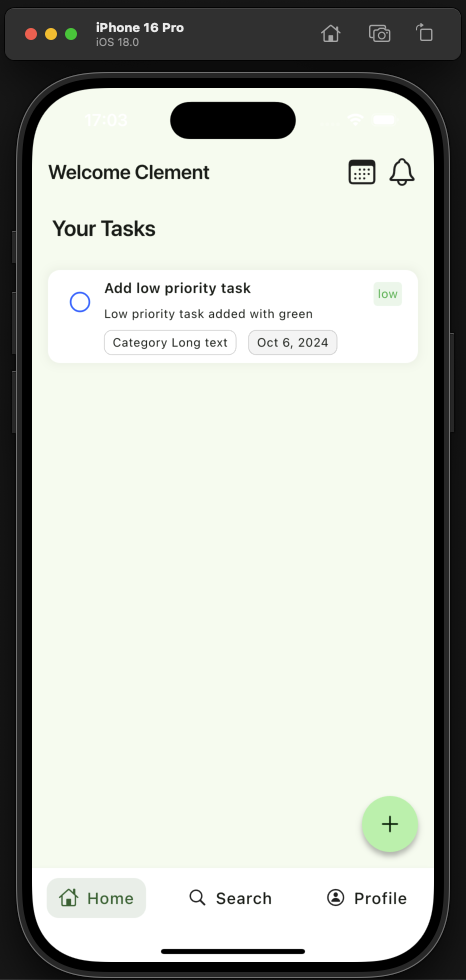 iPhone 16 Pro
iOS 18.0
17:03
Welcome Clement
Your Tasks
Add low priority task
low
Low priority task added with green
Category Long text
Oct 6, 2024
Home
Search
Profile